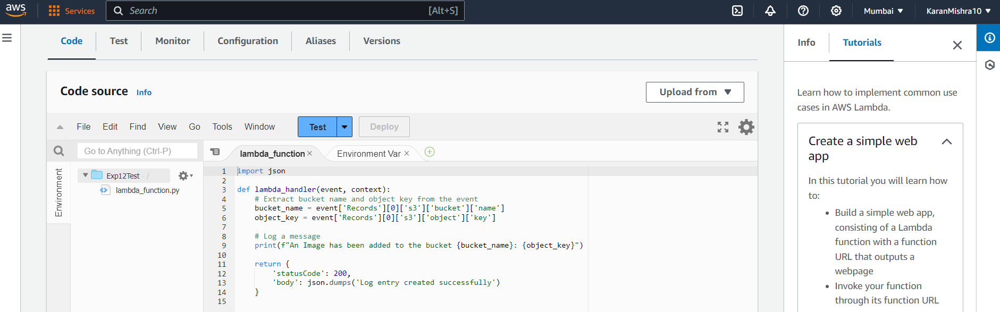 aws Services Search [Alt+S] Mumbai ▼ KaranMishra10 ▼
Code Test Monitor Configuration Aliases Versions
Code source Info
Upload from ▼
File Edit Find View Go Tools Window Test Deploy
Go to Anything (Ctrl-P)
lambda_function × Environment Var ×
Environment
Exp12Test - /
lambda_function.py
1 import json
2
3 def lambda_handler(event, context):
4     # Extract bucket name and object key from the event
5     bucket_name = event['Records'][0]['s3']['bucket']['name']
6     object_key = event['Records'][0]['s3']['object']['key']
7
8     # Log a message
9     print(f"An Image has been added to the bucket {bucket_name}: {object_key}")
10
11     return {
12         'statusCode': 200,
13         'body': json.dumps('Log entry created successfully')
14     }
15
Info Tutorials
Learn how to implement common use
cases in AWS Lambda.
Create a simple web
app
In this tutorial you will learn how
to:
• Build a simple web app,
consisting of a Lambda
function with a function
URL that outputs a
webpage
• Invoke your function
through its function URL